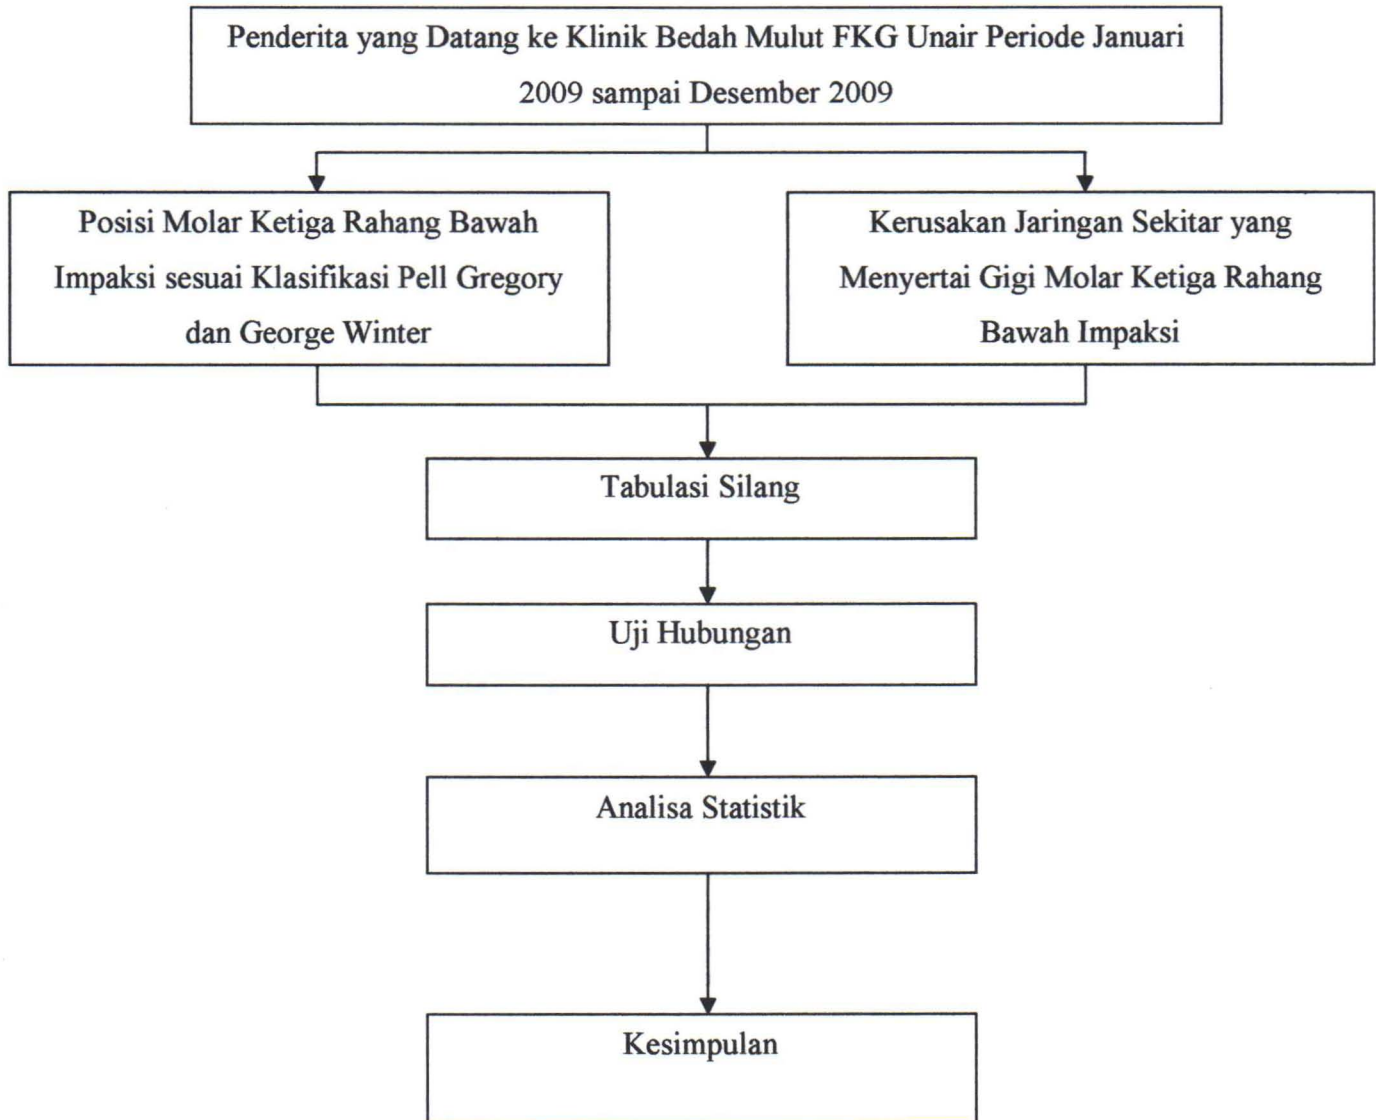 Penderita yang Datang ke Klinik Bedah Mulut FKG Unair Periode Januari
2009 sampai Desember 2009
Posisi Molar Ketiga Rahang Bawah
Impaksi sesuai Klasifikasi Pell Gregory
dan George Winter
Kerusakan Jaringan Sekitar yang
Menyertai Gigi Molar Ketiga Rahang
Bawah Impaksi
Tabulasi Silang
Uji Hubungan
Analisa Statistik
Kesimpulan